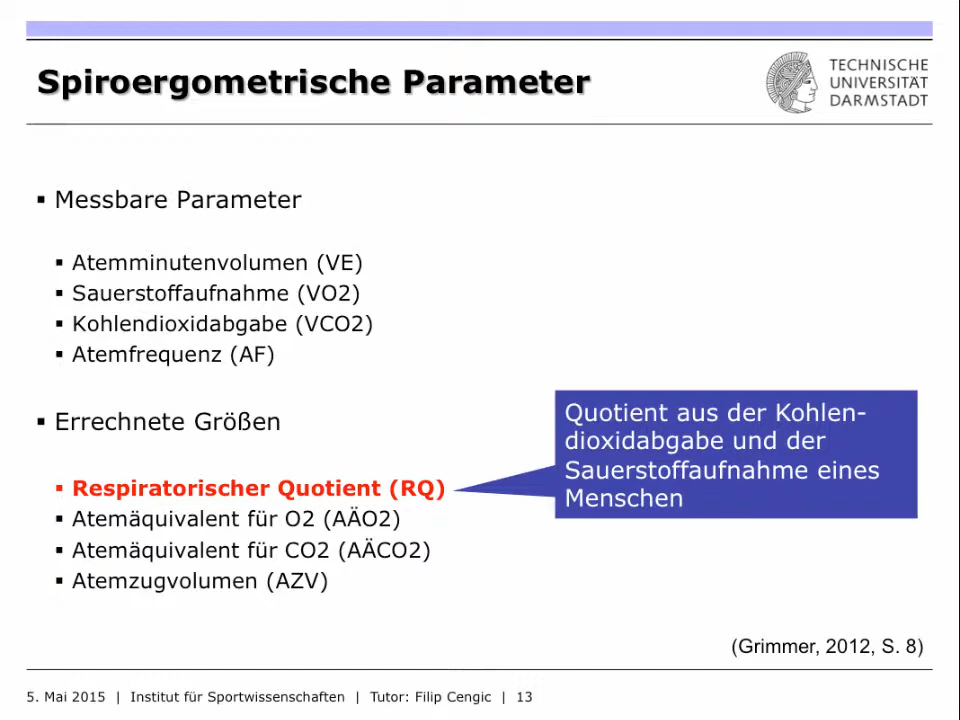 Spiroergometrische Parameter
TECHNISCHE
UNIVERSITÄT
DARMSTADT
▪ Messbare Parameter
▪ Atemminutenvolumen (VE)
▪ Sauerstoffaufnahme (VO2)
▪ Kohlendioxidabgabe (VCO2)
▪ Atemfrequenz (AF)
▪ Errechnete Größen
▪ Respiratorischer Quotient (RQ)
▪ Atemäquivalent für O2 (AÄO2)
▪ Atemäquivalent für CO2 (AÄCO2)
▪ Atemzugvolumen (AZV)
Quotient aus der Kohlen-
dioxidabgabe und der
Sauerstoffaufnahme eines
Menschen
(Grimmer, 2012, S. 8)
5. Mai 2015 | Institut für Sportwissenschaften | Tutor: Filip Cengic | 13